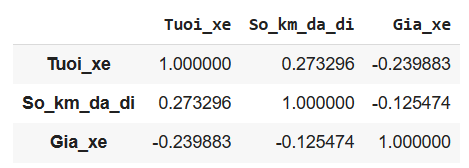 Tuoi_xe So_km_da_di Gia_xe
Tuoi_xe 1.000000 0.273296 -0.239883
So_km_da_di 0.273296 1.000000 -0.125474
Gia_xe -0.239883 -0.125474 1.000000